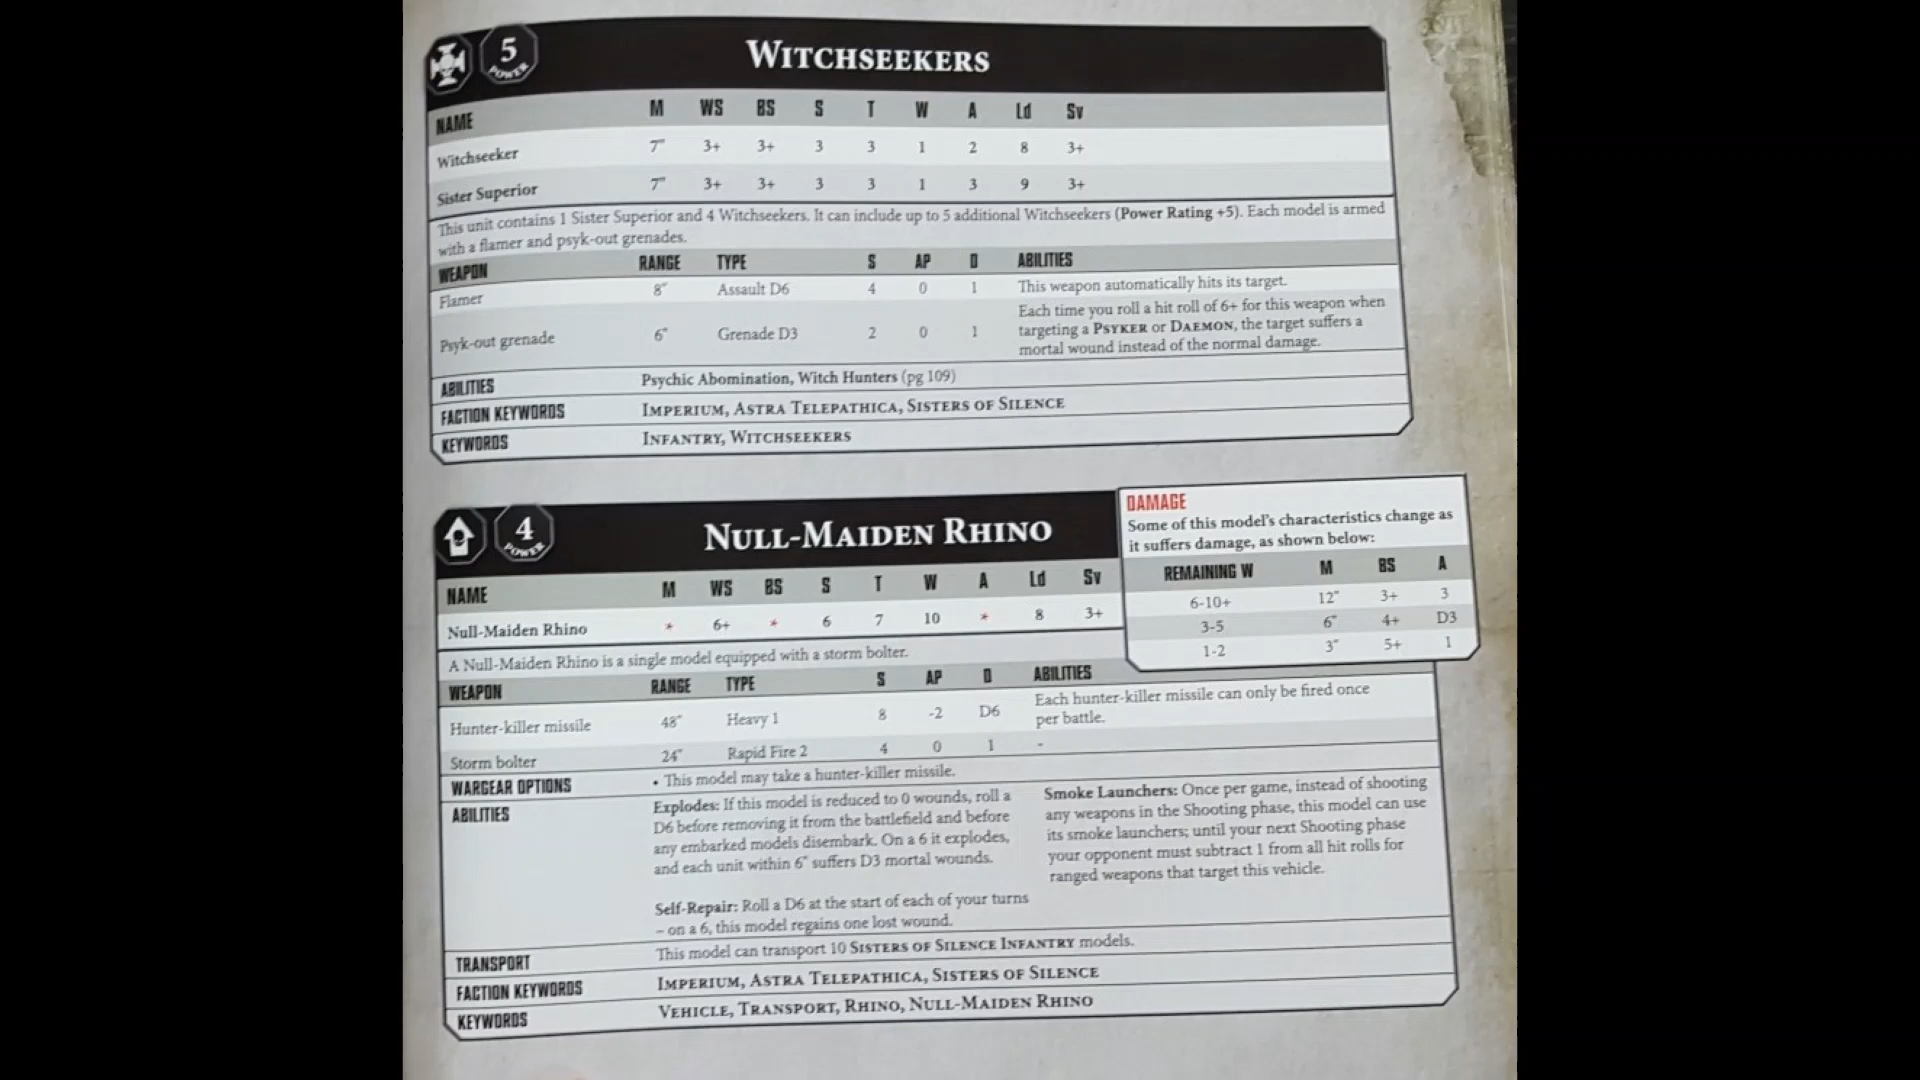 5 POWER WITCHSEEKERS
NAME M WS BS S T W A Ld Sv
Witchseeker 7" 3+ 3+ 3 3 1 2 8 3+
Sister Superior 7" 3+ 3+ 3 3 1 3 9 3+
This unit contains 1 Sister Superior and 4 Witchseekers. It can include up to 5 additional Witchseekers (Power Rating +5). Each model is armed
with a flamer and psyk-out grenades.
WEAPON RANGE TYPE S AP D ABILITIES
Flamer 8" Assault D6 4 0 1 This weapon automatically hits its target.
Psyk-out grenade 6" Grenade D3 2 0 1 Each time you roll a hit roll of 6+ for this weapon when
targeting a PSYKER or DAEMON, the target suffers a
mortal wound instead of the normal damage.
ABILITIES Psychic Abomination, Witch Hunters (pg 109)
FACTION KEYWORDS IMPERIUM, ASTRA TELEPATHICA, SISTERS OF SILENCE
KEYWORDS INFANTRY, WITCHSEEKERS
4 POWER NULL-MAIDEN RHINO
NAME M WS BS S T W A Ld Sv
Null-Maiden Rhino * 6+ * 6 7 10 * 8 3+
DAMAGE
Some of this model's characteristics change as
it suffers damage, as shown below:
REMAINING W M BS A
6-10+ 12" 3+ 3
3-5 6" 4+ D3
1-2 3" 5+ 1
A Null-Maiden Rhino is a single model equipped with a storm bolter.
WEAPON RANGE TYPE S AP D ABILITIES
Hunter-killer missile 48" Heavy 1 8 -2 D6 Each hunter-killer missile can only be fired once
per battle.
Storm bolter 24" Rapid Fire 2 4 0 1 -
WARGEAR OPTIONS • This model may take a hunter-killer missile.
ABILITIES
Explodes: If this model is reduced to 0 wounds, roll a
D6 before removing it from the battlefield and before
any embarked models disembark. On a 6 it explodes,
and each unit within 6" suffers D3 mortal wounds.
Self-Repair: Roll a D6 at the start of each of your turns
– on a 6, this model regains one lost wound.
Smoke Launchers: Once per game, instead of shooting
any weapons in the Shooting phase, this model can use
its smoke launchers; until your next Shooting phase
your opponent must subtract 1 from all hit rolls for
ranged weapons that target this vehicle.
TRANSPORT This model can transport 10 SISTERS OF SILENCE INFANTRY models.
FACTION KEYWORDS IMPERIUM, ASTRA TELEPATHICA, SISTERS OF SILENCE
KEYWORDS VEHICLE, TRANSPORT, RHINO, NULL-MAIDEN RHINO